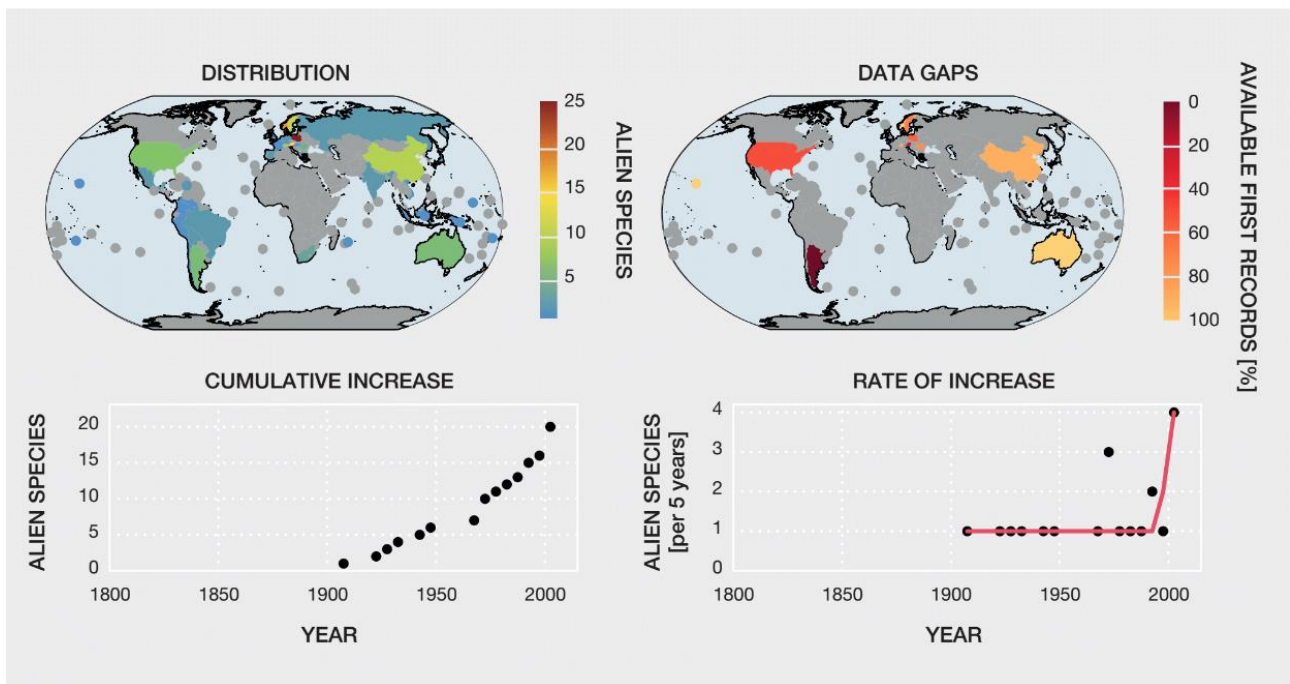 DISTRIBUTION
25
20
15
10
5
ALIEN SPECIES
DATA GAPS
0
20
40
60
80
100
AVAILABLE FIRST RECORDS [%]
CUMULATIVE INCREASE
ALIEN SPECIES
20
15
10
5
0
1800
1850
1900
1950
2000
YEAR
RATE OF INCREASE
ALIEN SPECIES
[per 5 years]
4
3
2
1
0
1800
1850
1900
1950
2000
YEAR